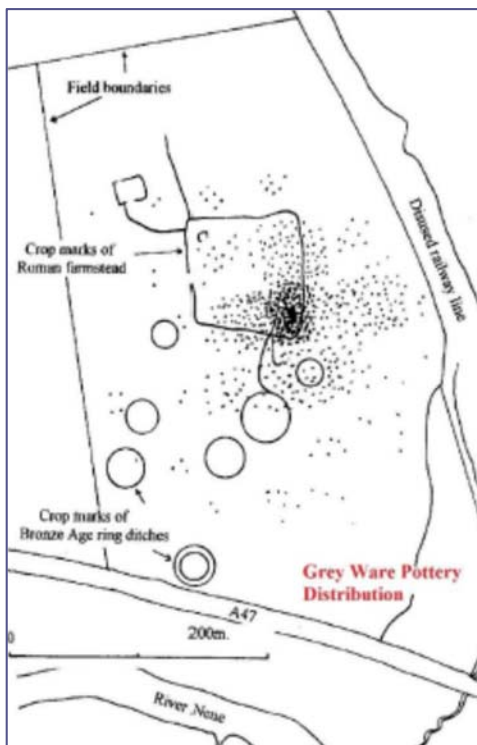 Field boundaries
Disused railway line
Crop marks of
Roman farmstead
Crop marks of
Bronze Age ring ditches
Grey Ware Pottery
Distribution
A47
0
200m.
River Nene